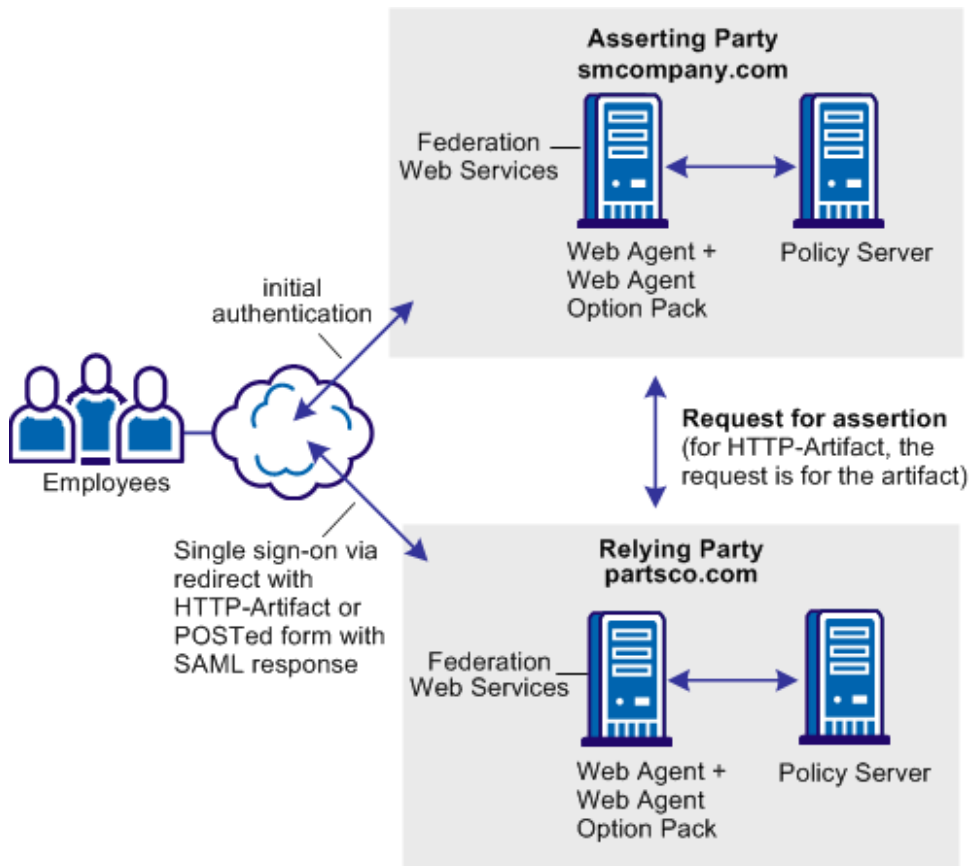 Asserting Party
smcompany.com
Federation
Web Services
Web Agent +
Web Agent
Option Pack
Policy Server
initial
authentication
Employees
Request for assertion
(for HTTP-Artifact, the
request is for the artifact)
Single sign-on via
redirect with
HTTP-Artifact or
POSTed form with
SAML response
Relying Party
partsco.com
Federation
Web Services
Web Agent +
Web Agent
Option Pack
Policy Server